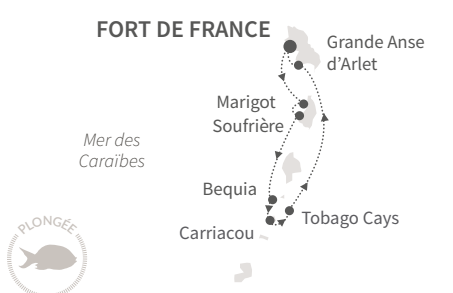 FORT DE FRANCE
Grande Anse
d'Arlet
Marigot
Soufrière
Mer des
Caraïbes
Bequia
Tobago Cays
Carriacou
PLONGÉE